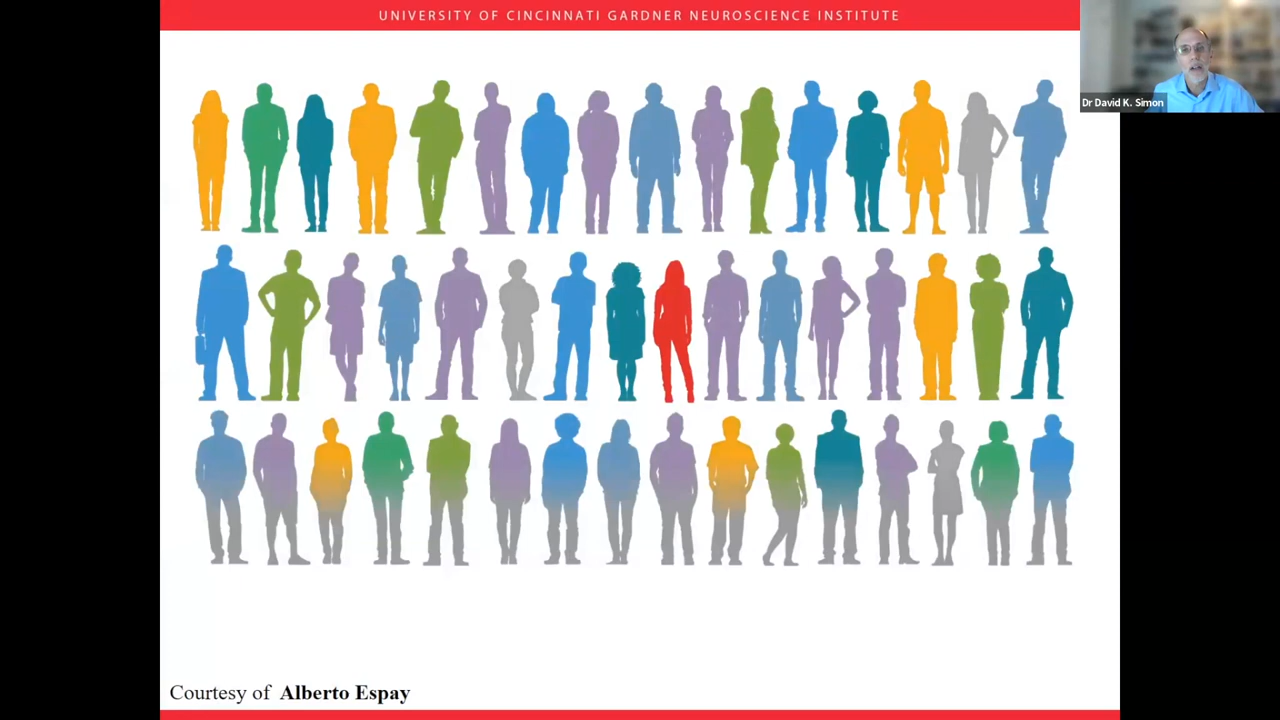 UNIVERSITY OF CINCINNATI GARDNER NEUROSCIENCE INSTITUTE
Dr David K. Simon
Courtesy of Alberto Espay